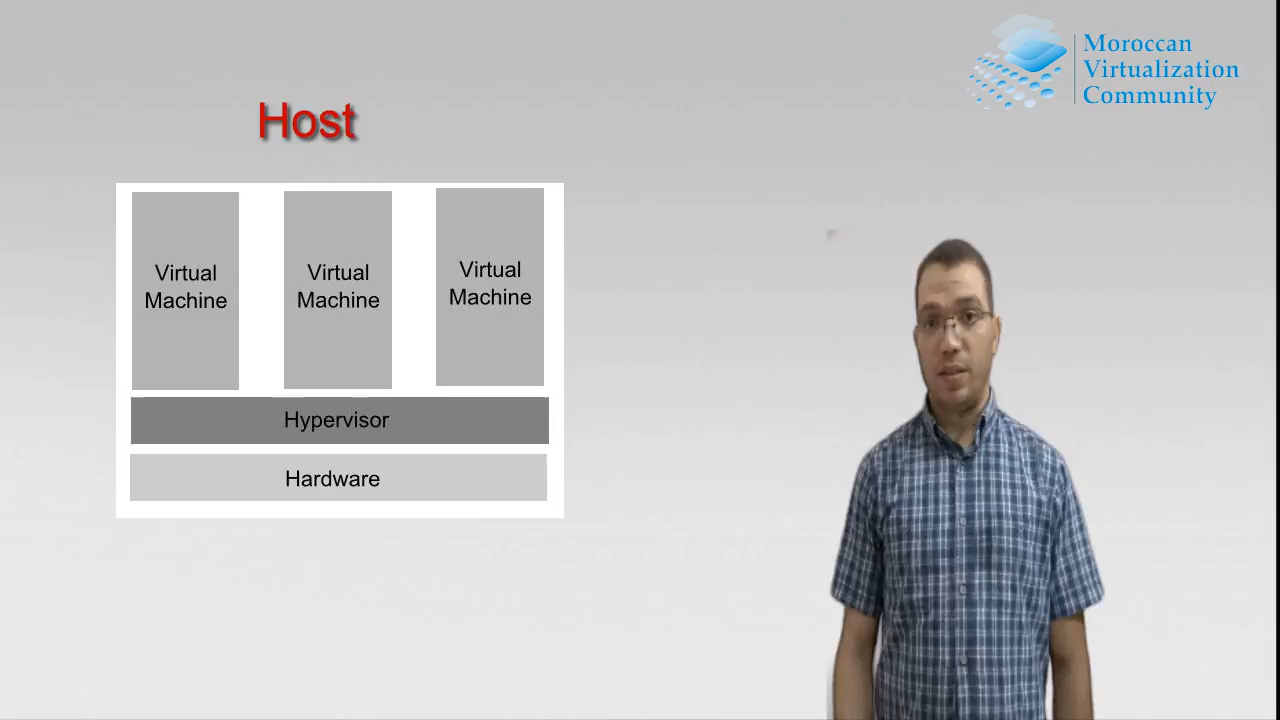 Moroccan
Virtualization
Community
Host
Virtual
Machine
Virtual
Machine
Virtual
Machine
Hypervisor
Hardware